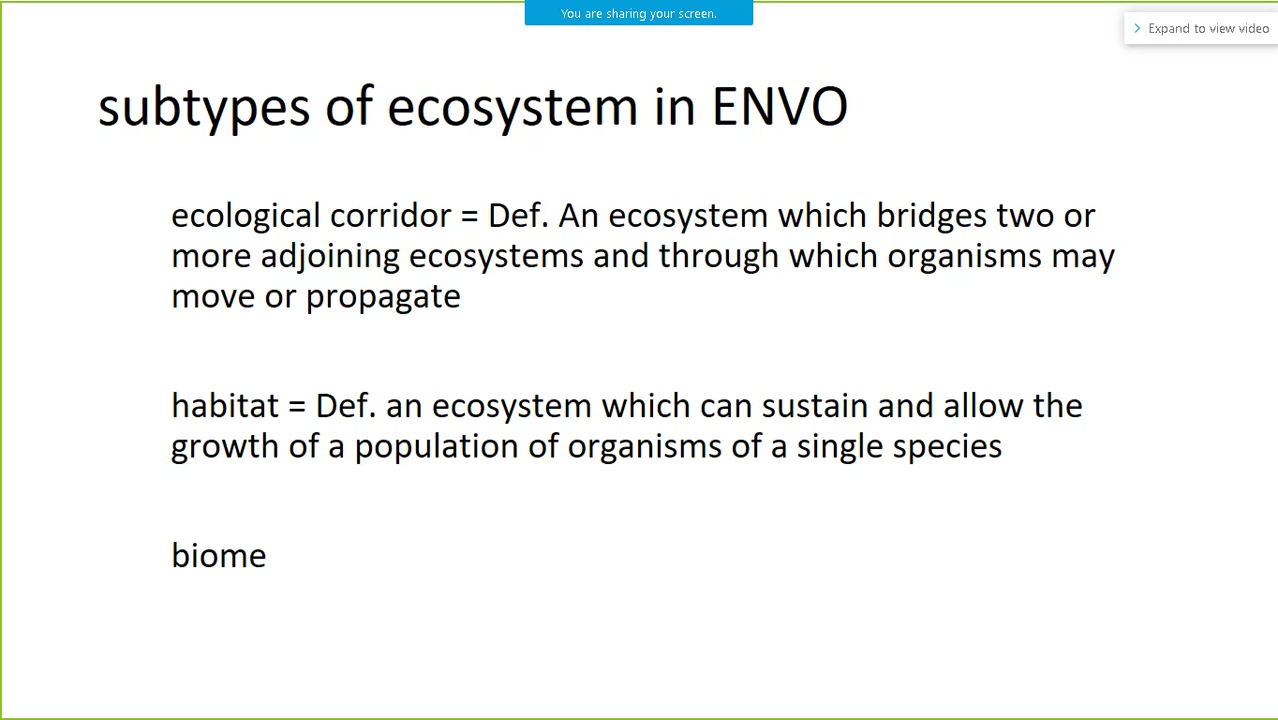 You are sharing your screen.
Expand to view video
subtypes of ecosystem in ENVO
ecological corridor = Def. An ecosystem which bridges two or
more adjoining ecosystems and through which organisms may
move or propagate
habitat = Def. an ecosystem which can sustain and allow the
growth of a population of organisms of a single species
biome